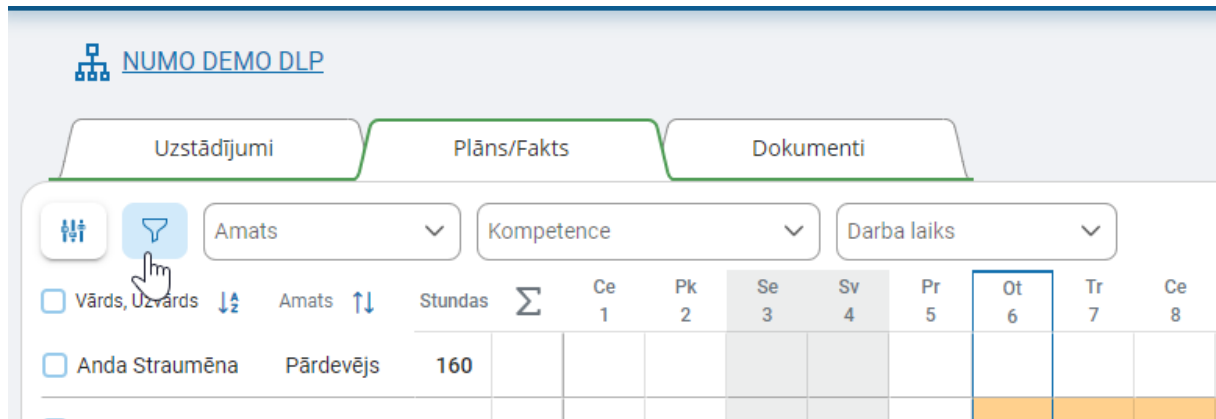 NUMO DEMO DLP
Uzstādījumi Plāns/Fakts Dokumenti
Amats Kompetence Darba laiks
Vārds, Uzvārds Amats Stundas Σ Ce Pk Se Sv Pr Ot Tr Ce
1 2 3 4 5 6 7 8
Anda Straumēna Pārdevējs 160